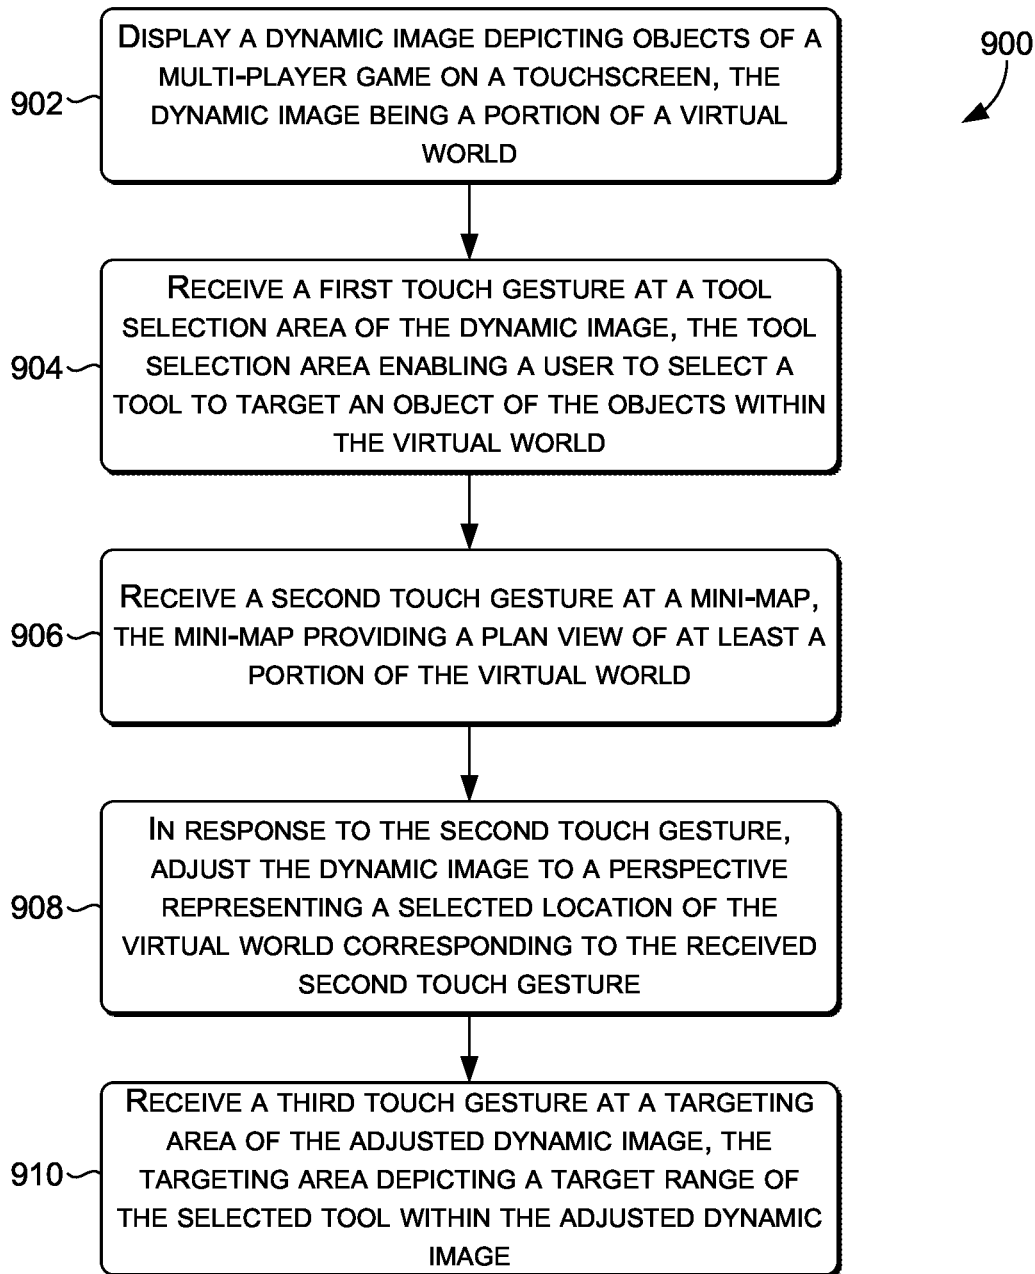 DISPLAY A DYNAMIC IMAGE DEPICTING OBJECTS OF A
MULTI-PLAYER GAME ON A TOUCHSCREEN, THE
DYNAMIC IMAGE BEING A PORTION OF A VIRTUAL
WORLD
900
902
RECEIVE A FIRST TOUCH GESTURE AT A TOOL
SELECTION AREA OF THE DYNAMIC IMAGE, THE TOOL
SELECTION AREA ENABLING A USER TO SELECT A
TOOL TO TARGET AN OBJECT OF THE OBJECTS WITHIN
THE VIRTUAL WORLD
904
RECEIVE A SECOND TOUCH GESTURE AT A MINI-MAP,
THE MINI-MAP PROVIDING A PLAN VIEW OF AT LEAST A
PORTION OF THE VIRTUAL WORLD
906
IN RESPONSE TO THE SECOND TOUCH GESTURE,
ADJUST THE DYNAMIC IMAGE TO A PERSPECTIVE
REPRESENTING A SELECTED LOCATION OF THE
VIRTUAL WORLD CORRESPONDING TO THE RECEIVED
SECOND TOUCH GESTURE
908
RECEIVE A THIRD TOUCH GESTURE AT A TARGETING
AREA OF THE ADJUSTED DYNAMIC IMAGE, THE
TARGETING AREA DEPICTING A TARGET RANGE OF
THE SELECTED TOOL WITHIN THE ADJUSTED DYNAMIC
IMAGE
910